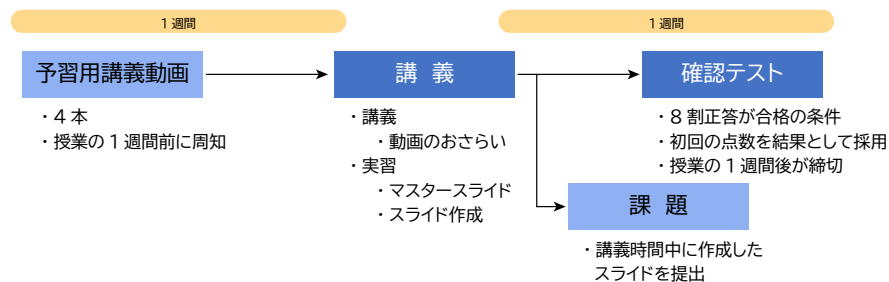 1週間
1週間
予習用講義動画
講 義
確認テスト
・4本
・授業の1週間前に周知
・講義
・動画のおさらい
・実習
・マスタースライド
・スライド作成
・8割正答が合格の条件
・初回の点数を結果として採用
・授業の1週間後が締切
課 題
・講義時間中に作成した
スライドを提出